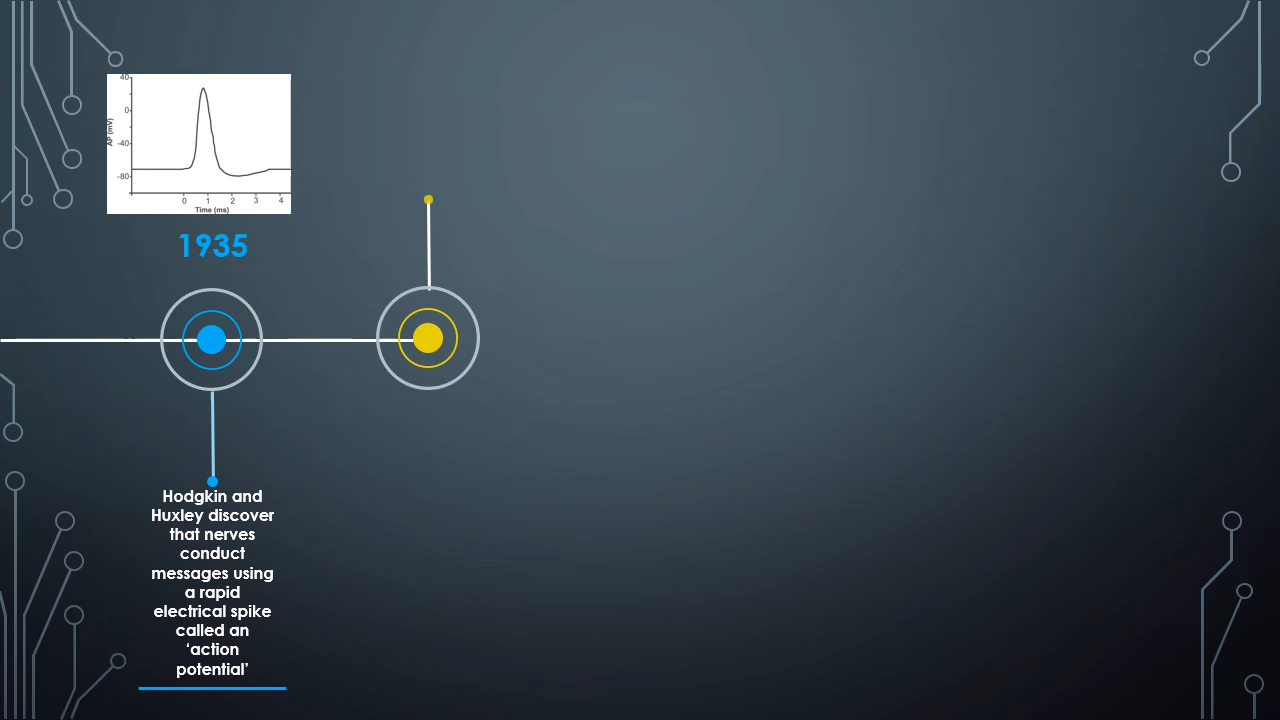 40
0
-40
-80
AP (mV)
0 1 2 3 4
Time (ms)
1935
Hodgkin and
Huxley discover
that nerves
conduct
messages using
a rapid
electrical spike
called an
‘action
potential’